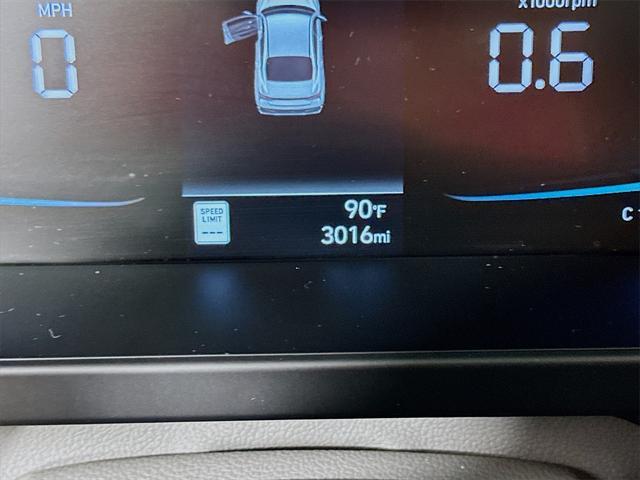 MPH
x1000rpm
0
0.6
SPEED
LIMIT
---
90°F
3016mi
C